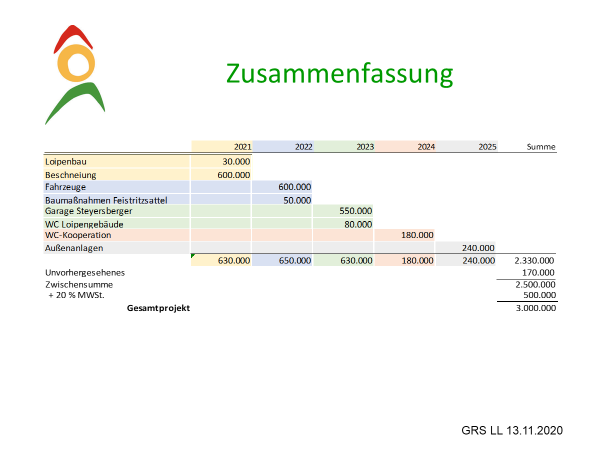 Zusammenfassung
2021 2022 2023 2024 2025 Summe
Loipenbau 30.000
Beschneiung 600.000
Fahrzeuge 600.000
Baumaßnahmen Feistritzsattel 50.000
Garage Steyersberger 550.000
WC Loipengebäude 80.000
WC-Kooperation 180.000
Außenanlagen 240.000
630.000 650.000 630.000 180.000 240.000 2.330.000
Unvorhergesehenes 170.000
Zwischensumme 2.500.000
+ 20 % MWSt. 500.000
Gesamtprojekt 3.000.000
GRS LL 13.11.2020